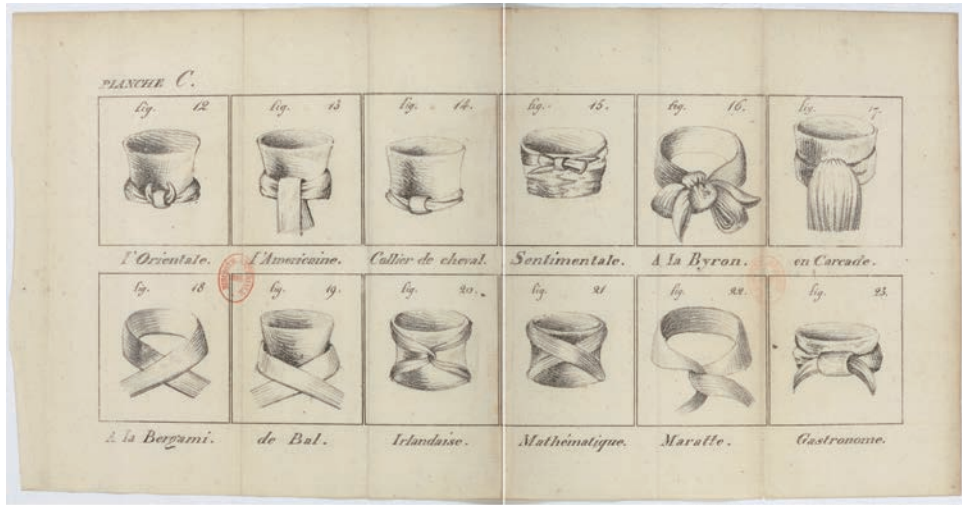 PLANCHE C.
fig. 12 fig. 13 fig. 14. fig. 15. fig. 16. fig. 17.
l'Orientale. l'Americaine. Collier de cheval. Sentimentale. A la Byron. en Carcade.
fig. 18 fig. 19. fig. 20. fig. 21 fig. 22. fig. 23.
A la Bergami. de Bal. Irlandaise. Mathématique. Maratte. Gastronome.